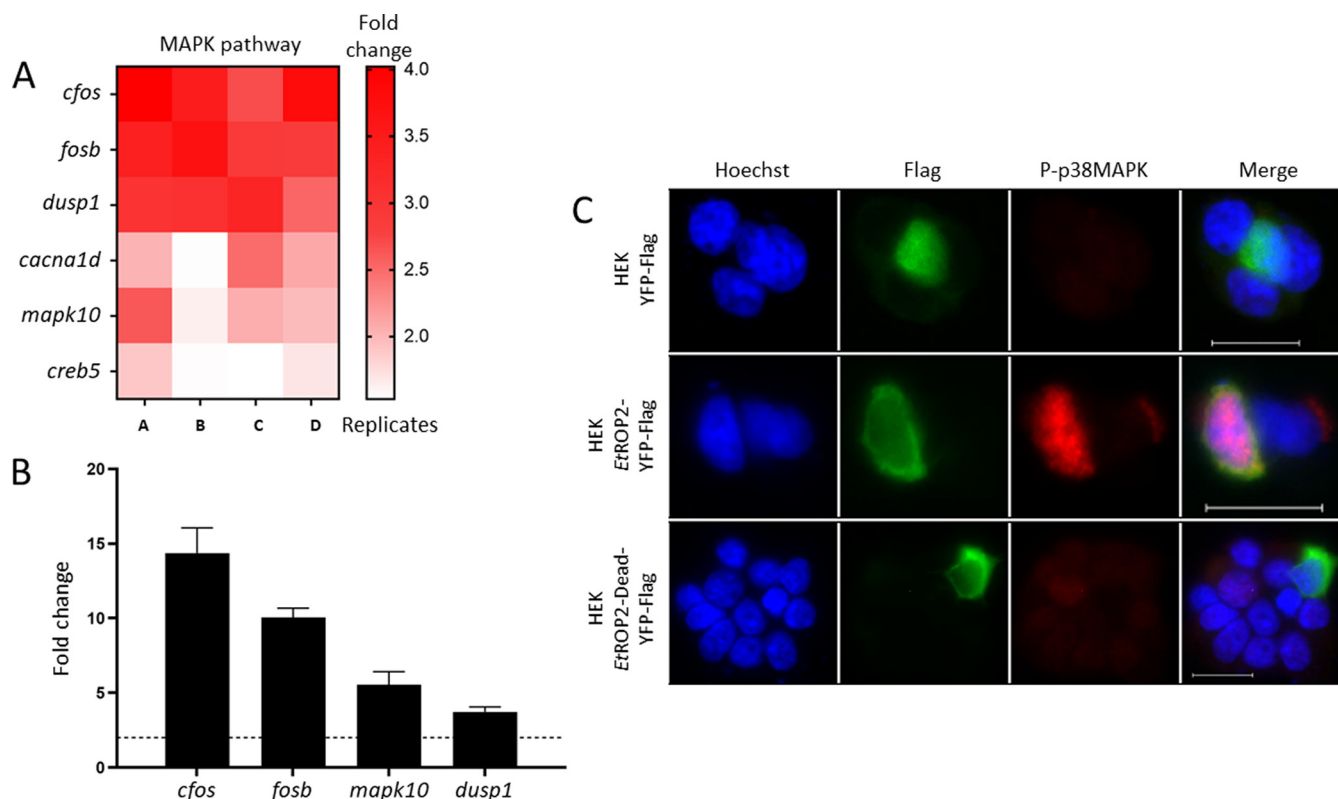 A
MAPK pathway
Fold
change
cfos
fosb
dusp1
cacna1d
mapk10
creb5
4.0
3.5
3.0
2.5
2.0
A B C D
Replicates
B
Fold change
20
15
10
5
0
cfos fosb mapk10 dusp1
C
Hoechst Flag P-p38MAPK Merge
HEK
YFP-Flag
HEK
EtROP2-
YFP-Flag
HEK
EtROP2-Dead-
YFP-Flag